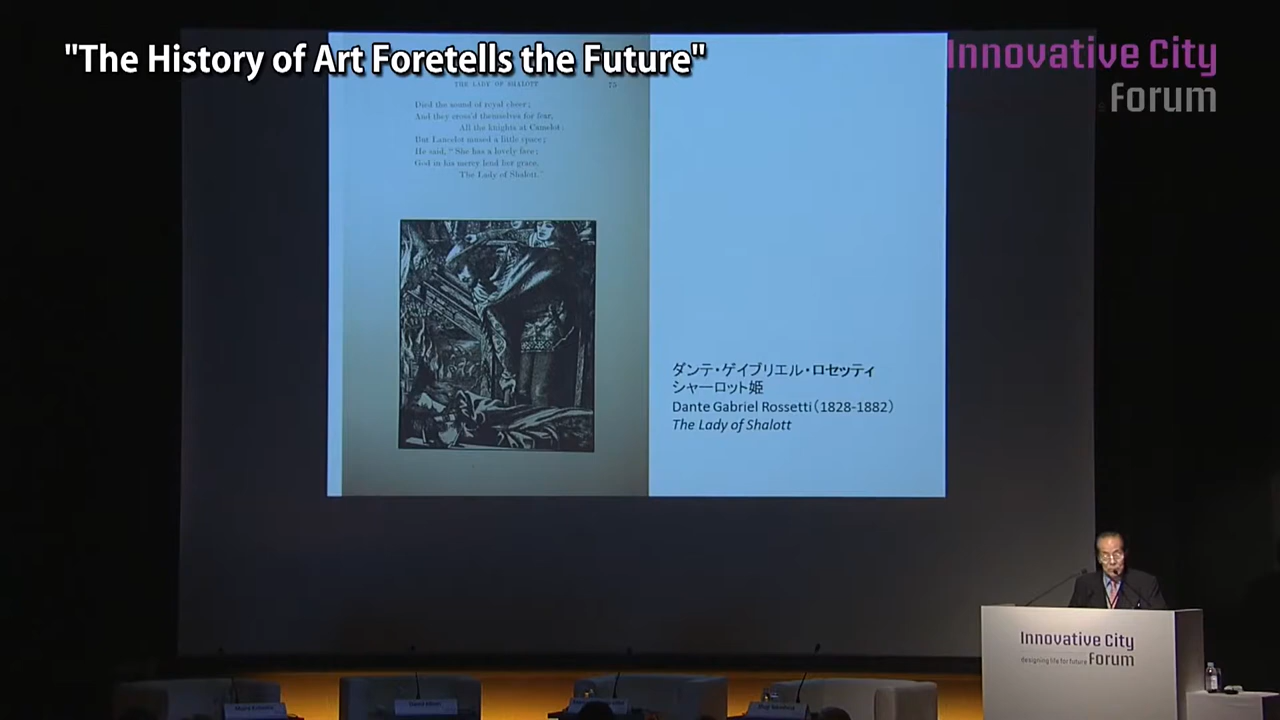 "The History of Art Foretells the Future"
Innovative City
Forum
THE LADY OF SHALOTT 75
Died the sound of royal cheer;
And they cross'd themselves for fear,
All the knights at Camelot:
But Lancelot mused a little space;
He said, "She has a lovely face;
God in his mercy lend her grace,
The Lady of Shalott."
ダンテ・ゲイブリエル・ロセッティ
シャーロット姫
Dante Gabriel Rossetti(1828-1882)
The Lady of Shalott
Innovative City
designing life for future Forum